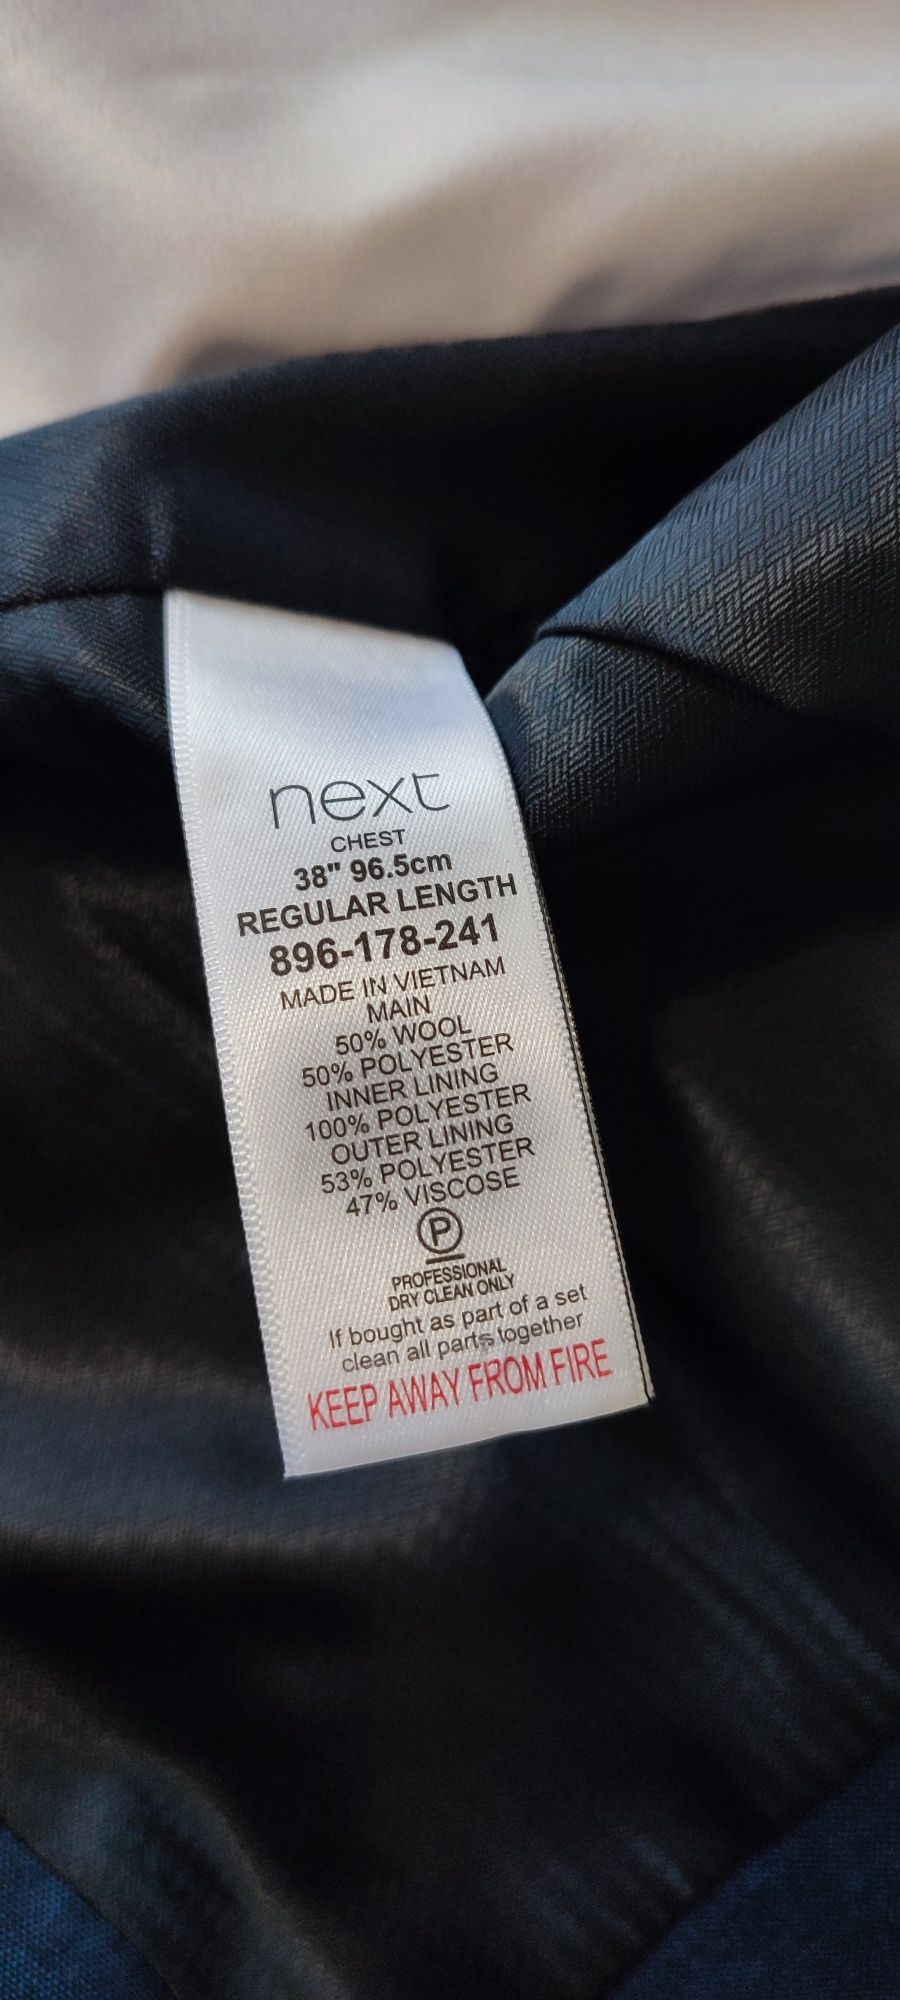 next
CHEST
38" 96.5cm
REGULAR LENGTH
896-178-241
MADE IN VIETNAM
MAIN
50% WOOL
50% POLYESTER
INNER LINING
100% POLYESTER
OUTER LINING
53% POLYESTER
47% VISCOSE
P
PROFESSIONAL
DRY CLEAN ONLY
If bought as part of a set
clean all parts together
KEEP AWAY FROM FIRE